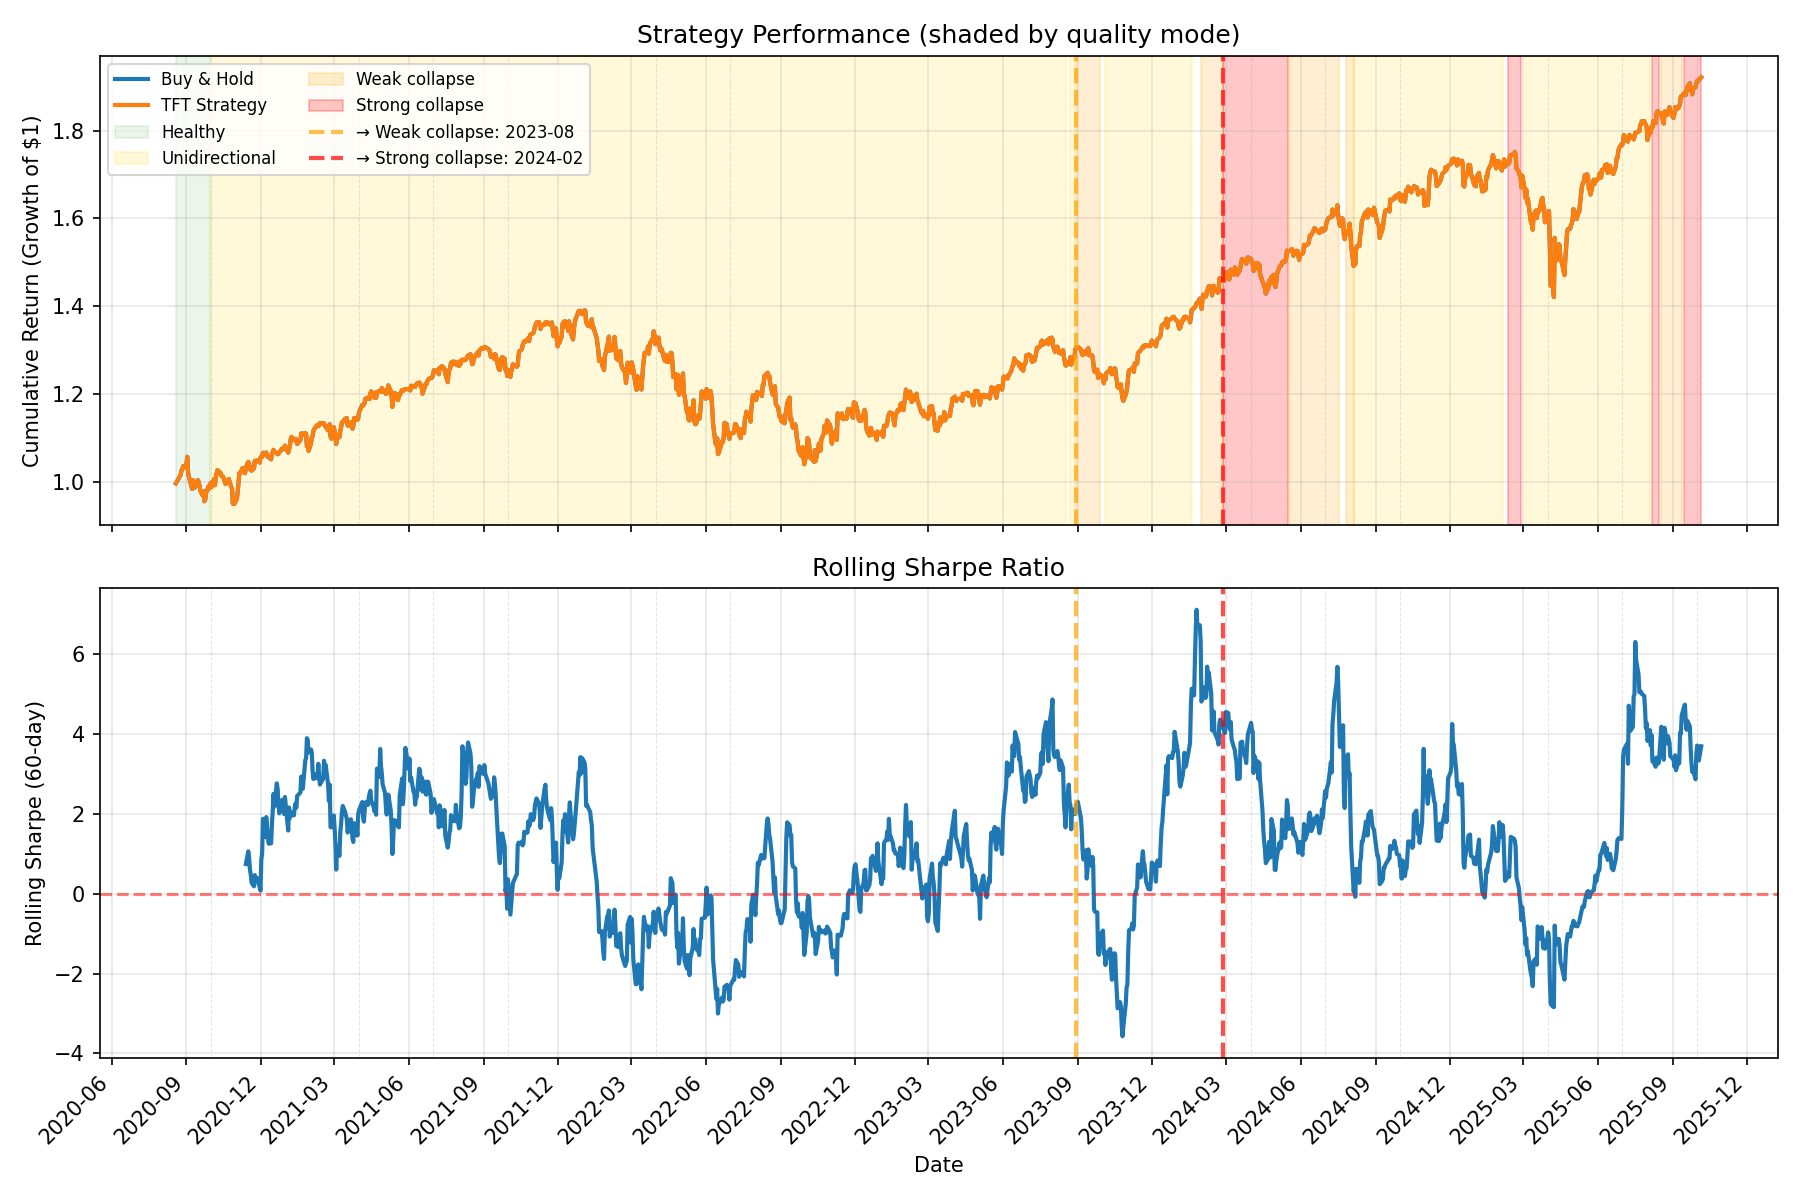 Strategy Performance (shaded by quality mode)
Cumulative Return (Growth of $1)
1.8
1.6
1.4
1.2
1.0
Buy & Hold
TFT Strategy
Healthy
Unidirectional
Weak collapse
Strong collapse
→ Weak collapse: 2023-08
→ Strong collapse: 2024-02
Rolling Sharpe Ratio
Rolling Sharpe (60-day)
6
4
2
0
−2
−4
2020-06
2020-09
2020-12
2021-03
2021-06
2021-09
2021-12
2022-03
2022-06
2022-09
2022-12
2023-03
2023-06
2023-09
2023-12
2024-03
2024-06
2024-09
2024-12
2025-03
2025-06
2025-09
2025-12
Date